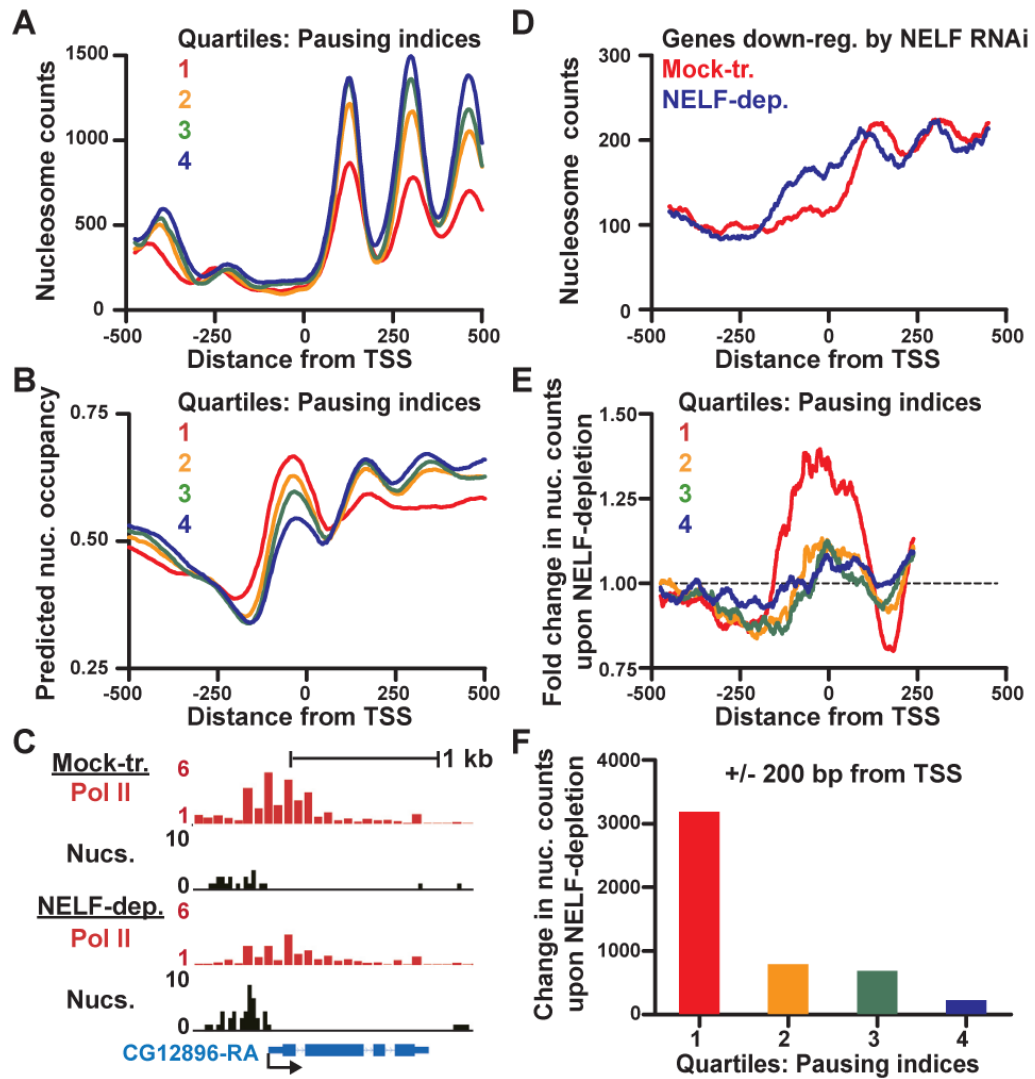 A
Quartiles: Pausing indices
1
2
3
4
Nucleosome counts
1500
1000
500
0
-500
-250
0
250
500
Distance from TSS
B
Quartiles: Pausing indices
1
2
3
4
Predicted nuc. occupancy
0.75
0.50
0.25
-500
-250
0
250
500
Distance from TSS
C
1 kb
Mock-tr.
Pol II
6
1
Nucs.
10
0
NELF-dep.
Pol II
6
1
Nucs.
10
0
CG12896-RA
D
Genes down-reg. by NELF RNAi
Mock-tr.
NELF-dep.
Nucleosome counts
300
200
100
0
-500
-250
0
250
500
Distance from TSS
E
Quartiles: Pausing indices
1
2
3
4
Fold change in nuc. counts
upon NELF-depletion
1.50
1.25
1.00
0.75
-500
-250
0
250
500
Distance from TSS
F
+/- 200 bp from TSS
Change in nuc. counts
upon NELF-depletion
4000
3000
2000
1000
0
1
2
3
4
Quartiles: Pausing indices